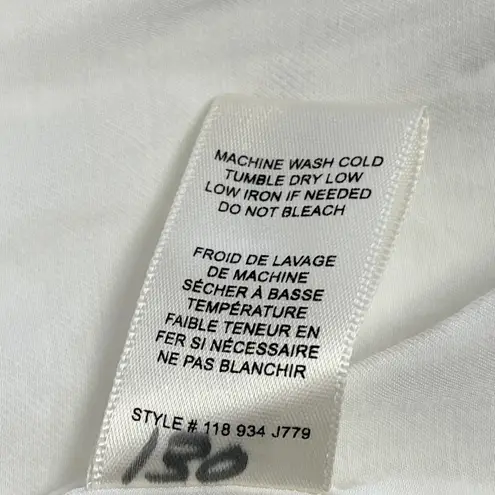 MACHINE WASH COLD
TUMBLE DRY LOW
LOW IRON IF NEEDED
DO NOT BLEACH
FROID DE LAVAGE
DE MACHINE
SÉCHER À BASSE
TEMPÉRATURE
FAIBLE TENEUR EN
FER SI NÉCESSAIRE
NE PAS BLANCHIR
STYLE # 118 934 J779
130